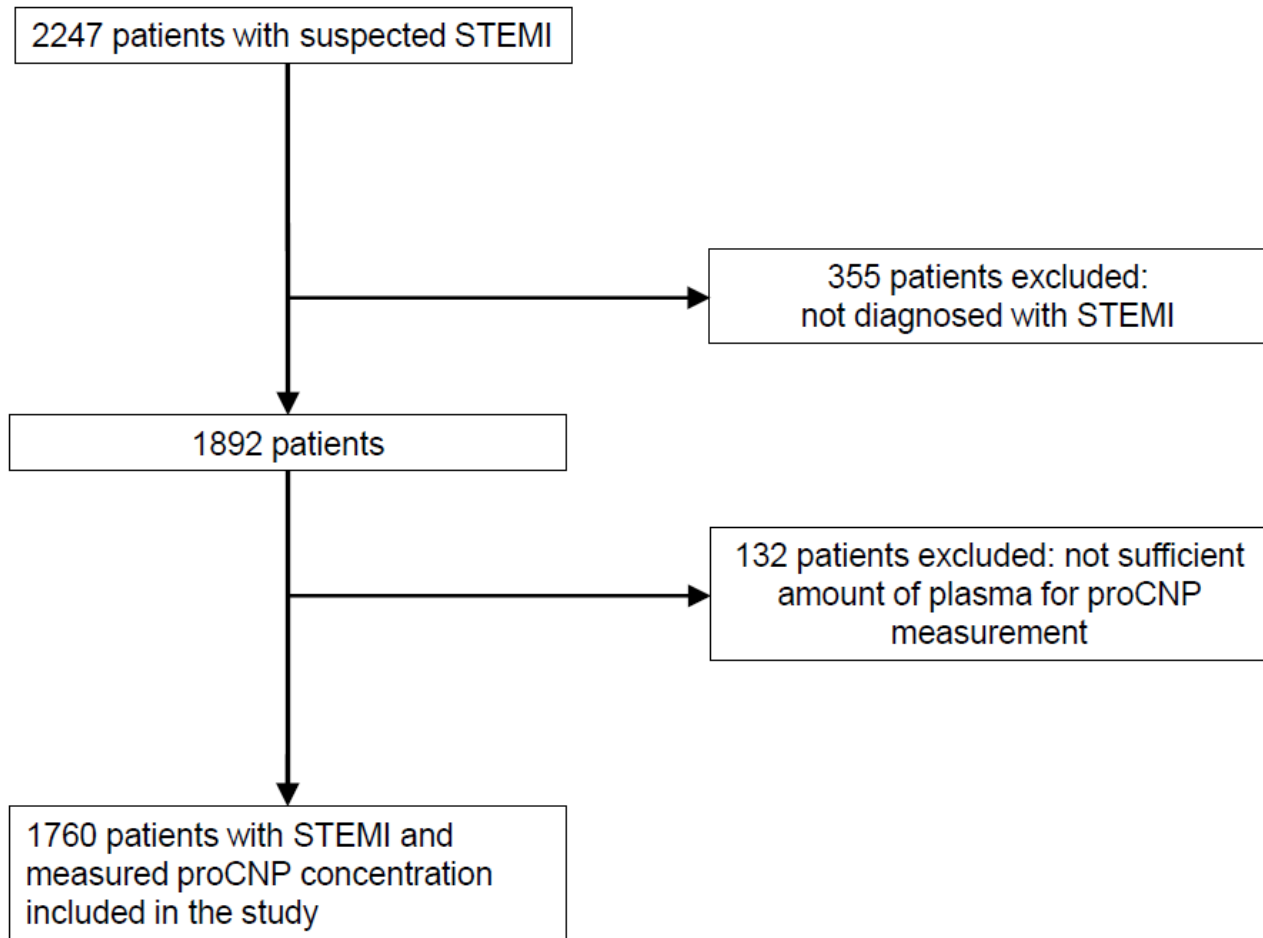 2247 patients with suspected STEMI
355 patients excluded:
not diagnosed with STEMI
1892 patients
132 patients excluded: not sufficient
amount of plasma for proCNP
measurement
1760 patients with STEMI and
measured proCNP concentration
included in the study